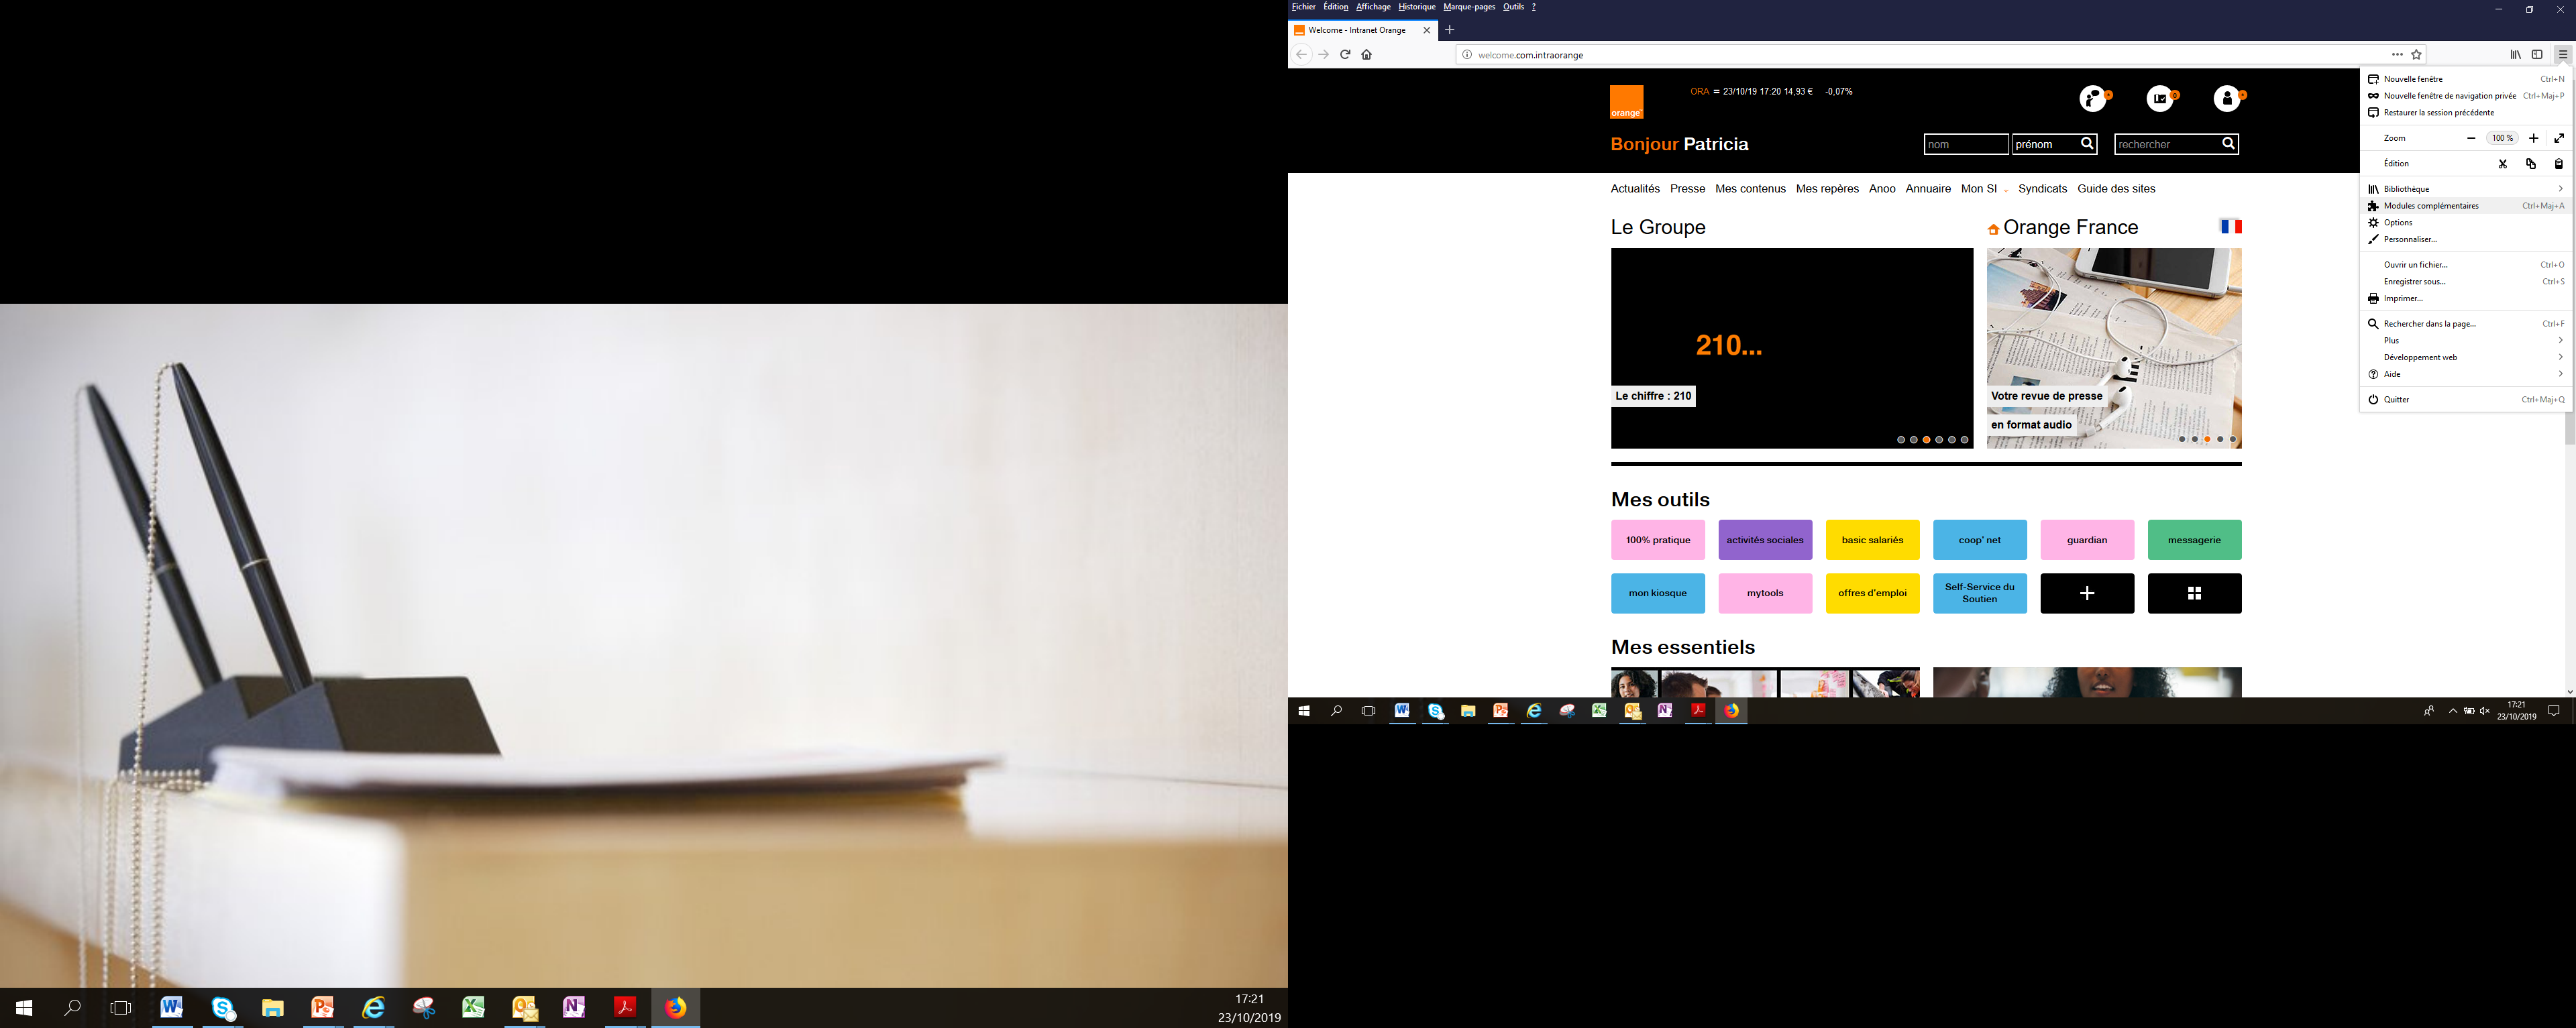 Fichier Édition Affichage Historique Marque-pages Outils ?
Welcome - Intranet Orange
welcome.com.intraorange
Nouvelle fenêtre Ctrl+N
Nouvelle fenêtre de navigation privée Ctrl+Maj+P
Restaurer la session précédente
Zoom 100 %
Édition
Bibliothèque
Modules complémentaires Ctrl+Maj+A
Options
Personnaliser...
Ouvrir un fichier... Ctrl+O
Enregistrer sous... Ctrl+S
Imprimer...
Rechercher dans la page... Ctrl+F
Plus
Développement web
Aide
Quitter Ctrl+Maj+Q
orange
ORA = 23/10/19 17:20 14,93 € -0,07%
Bonjour Patricia
nom prénom rechercher
Actualités Presse Mes contenus Mes repères Anoo Annuaire Mon SI Syndicats Guide des sites
Le Groupe
Orange France
210...
Le chiffre : 210
Votre revue de presse
en format audio
Mes outils
100% pratique activités sociales basic salariés coop' net guardian messagerie
mon kiosque mytools offres d'emploi Self-Service du
Soutien
Mes essentiels
17:21
23/10/2019
17:21
23/10/2019